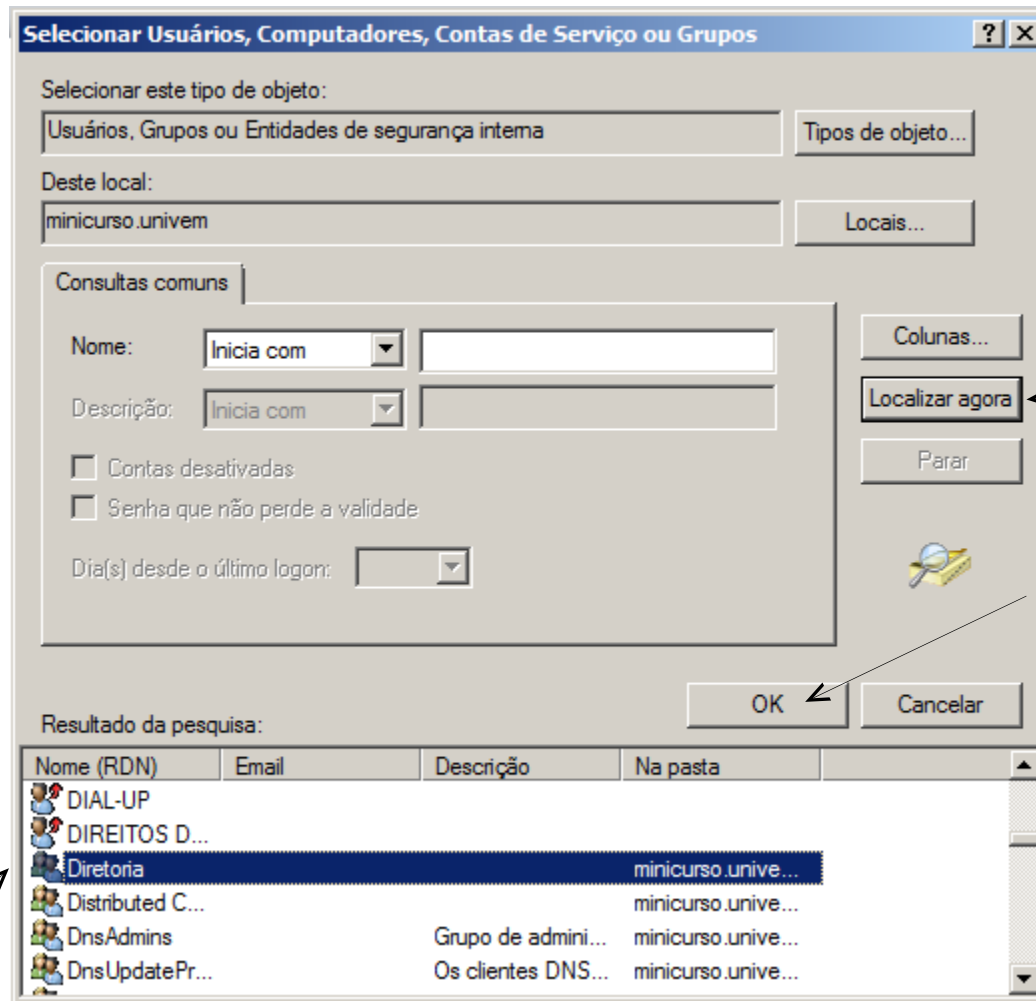 Selecionar Usuários, Computadores, Contas de Serviço ou Grupos
Selecionar este tipo de objeto:
Usuários, Grupos ou Entidades de segurança interna
Tipos de objeto...
Deste local:
minicurso.univem
Locais...
Consultas comuns
Nome: Inicia com
Colunas...
Descrição: Inicia com
Localizar agora
Contas desativadas
Parar
Senha que não perde a validade
Dia(s) desde o último logon:
OK Cancelar
Resultado da pesquisa:
Nome (RDN) Email Descrição Na pasta
DIAL-UP
DIREITOS D...
Diretoria minicurso.unive...
Distributed C... minicurso.unive...
DnsAdmins Grupo de admini... minicurso.unive...
DnsUpdatePr... Os clientes DNS... minicurso.unive...